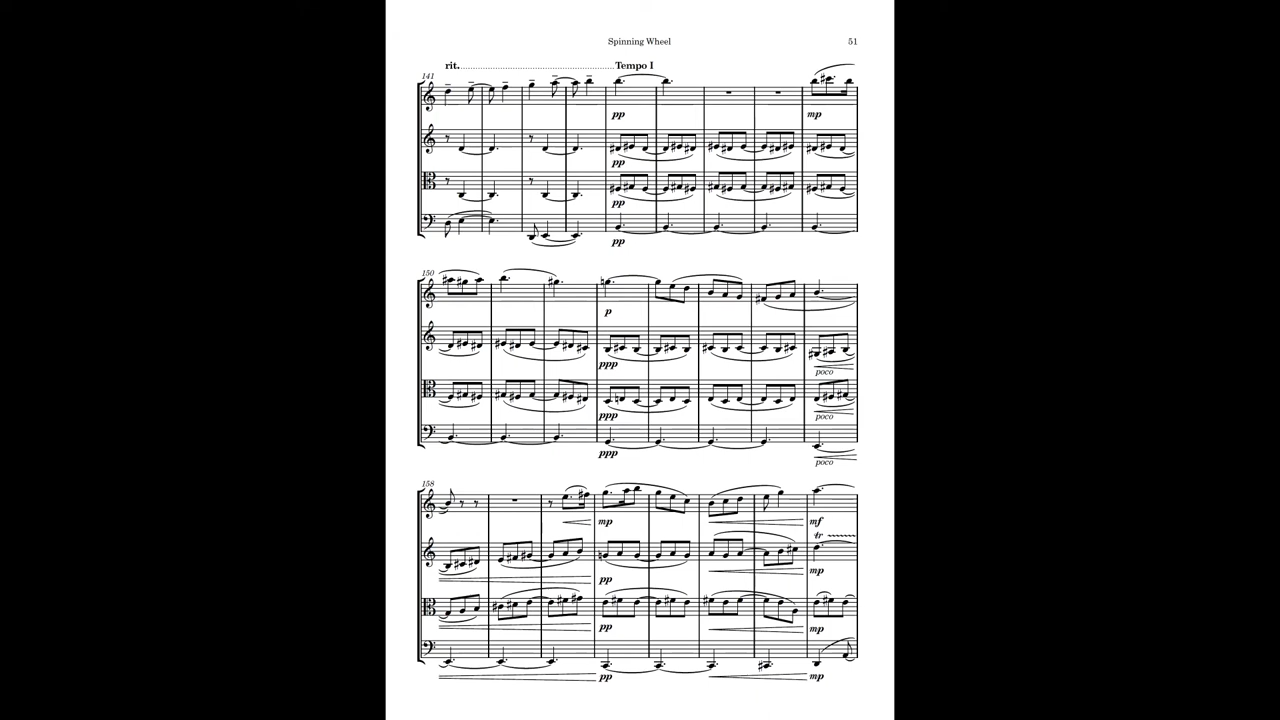 Spinning Wheel 51
rit. Tempo I
141
pp mp
pp
pp
pp
150
p
ppp
poco
ppp
poco
ppp
poco
158
mp mf
tr
pp mp
pp mp
pp mp